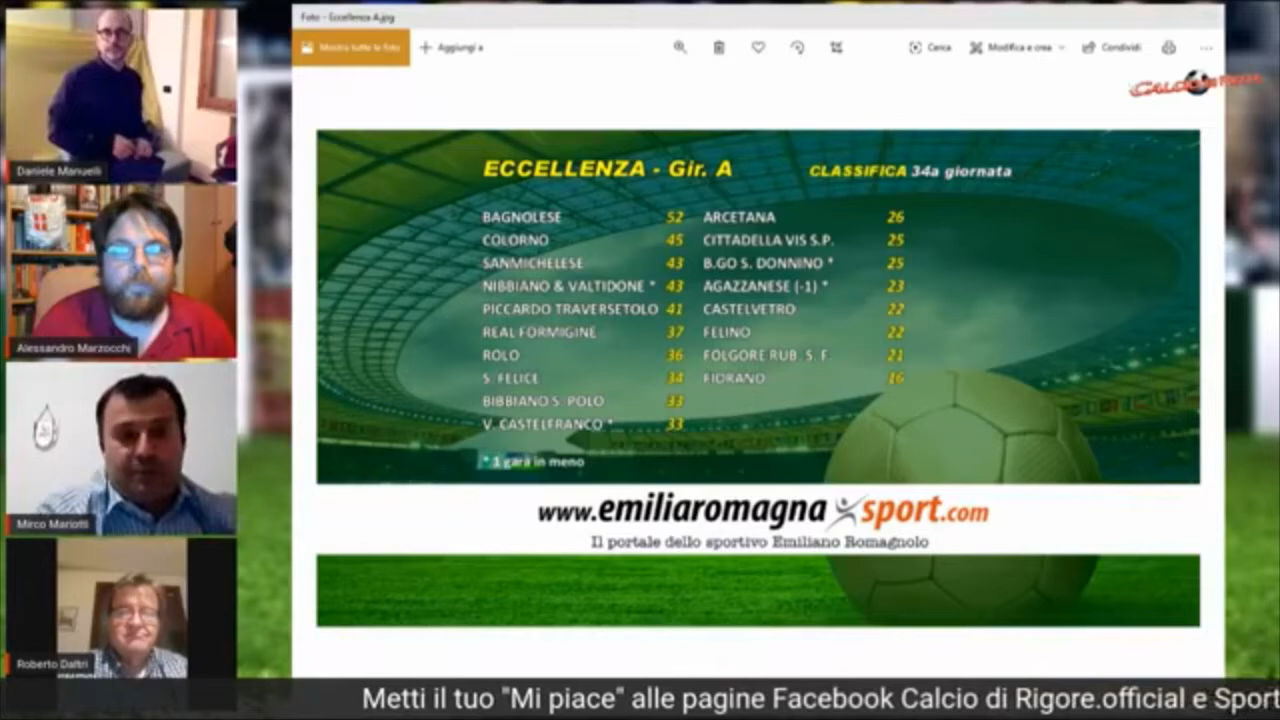 Foto - Eccellenza A.jpg
Mostra tutte le foto
Aggiungi a
Cerca
Modifica e crea
Condividi
Daniele Manuelli
Alessandro Marzocchi
Mirco Mariotti
Roberto Daltri
ECCELLENZA - Gir. A CLASSIFICA 34a giornata
BAGNOLESE 52 ARCETANA 26
COLORNO 45 CITTADELLA VIS S.P. 25
SANMICHELESE 43 B.GO S. DONNINO * 25
NIBBIANO & VALTIDONE * 43 AGAZZANESE (-1) * 23
PICCARDO TRAVERSETOLO 41 CASTELVETRO 22
REAL FORMIGINE 37 FELINO 22
ROLO 36 FOLGORE RUB. S. F. 21
S. FELICE 34 FIORANO 16
BIBBIANO S. POLO 33
V. CASTELFRANCO * 33
* 1 gara in meno
www.emiliaromagnasport.com
Il portale dello sportivo Emiliano Romagnolo
Metti il tuo "Mi piace" alle pagine Facebook Calcio di Rigore.official e Sport